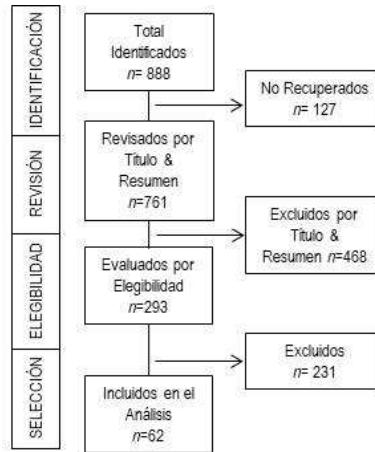 IDENTIFICACIÓN
Total
Identificados
n= 888
No Recuperados
n= 127
REVISIÓN
Revisados por
Título &
Resumen
n=761
Excluidos por
Título &
Resumen n=468
ELEGIBILIDAD
Evaluados por
Elegibilidad
n=293
Excluidos
n= 231
SELECCIÓN
Incluidos en el
Análisis
n=62